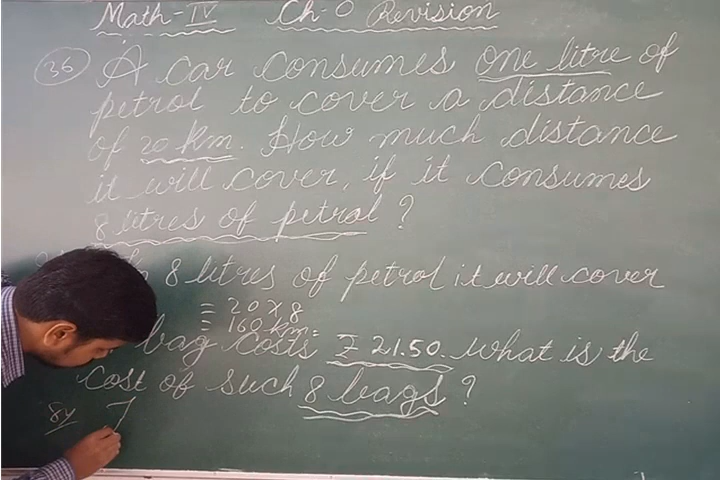 Math-IV Ch-0 Revision
36 A car consumes one litre of
petrol to cover a distance
of 20 Km. How much distance
it will cover, if it consumes
8 litres of petrol ?
8 litres of petrol it will cover
= 20 x 8
= 160 km.
bag costs ₹ 21.50. What is the
cost of such 8 bags ?